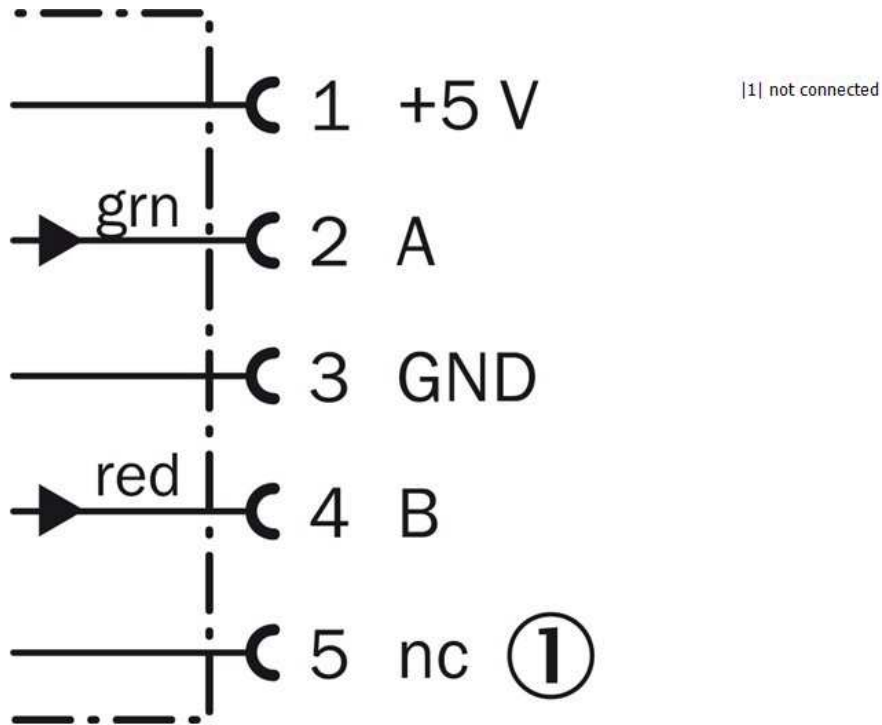 1 +5 V
|1| not connected
grn
2 A
3 GND
red
4 B
5 nc ①